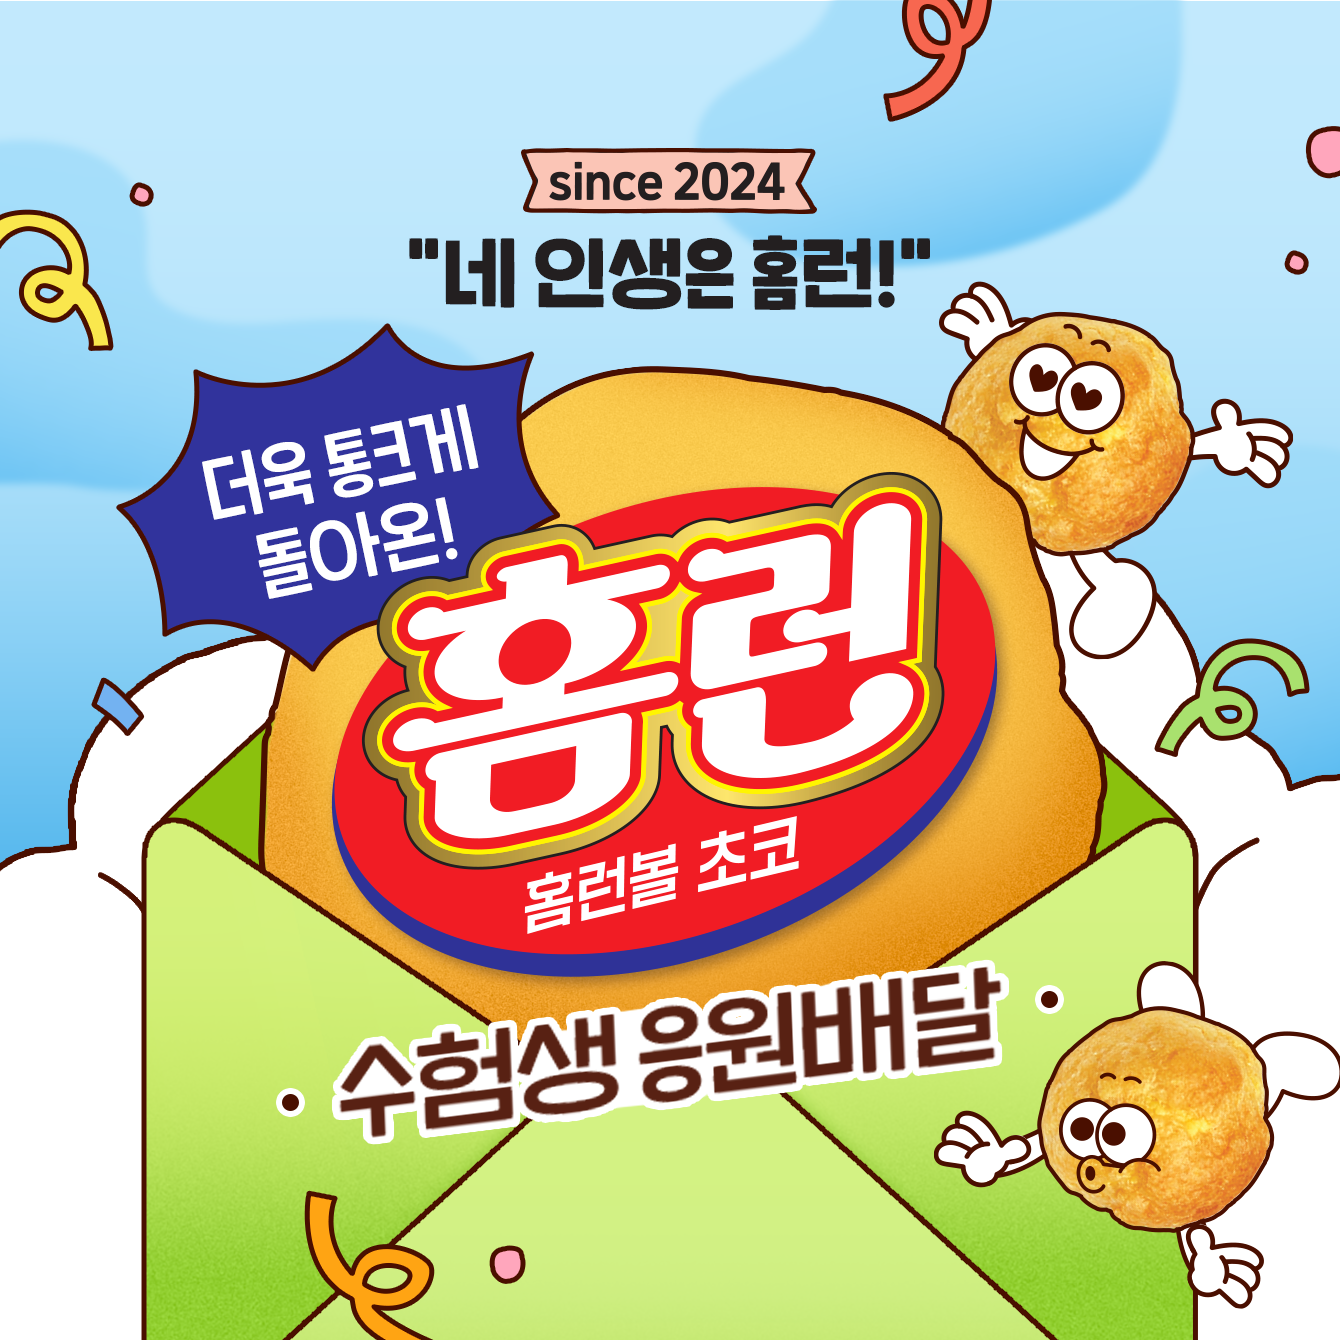 since 2024
"네 인생은 홈런!"
더욱 통크게
돌아온!
홈런
홈런볼 초코
수험생 응원배달